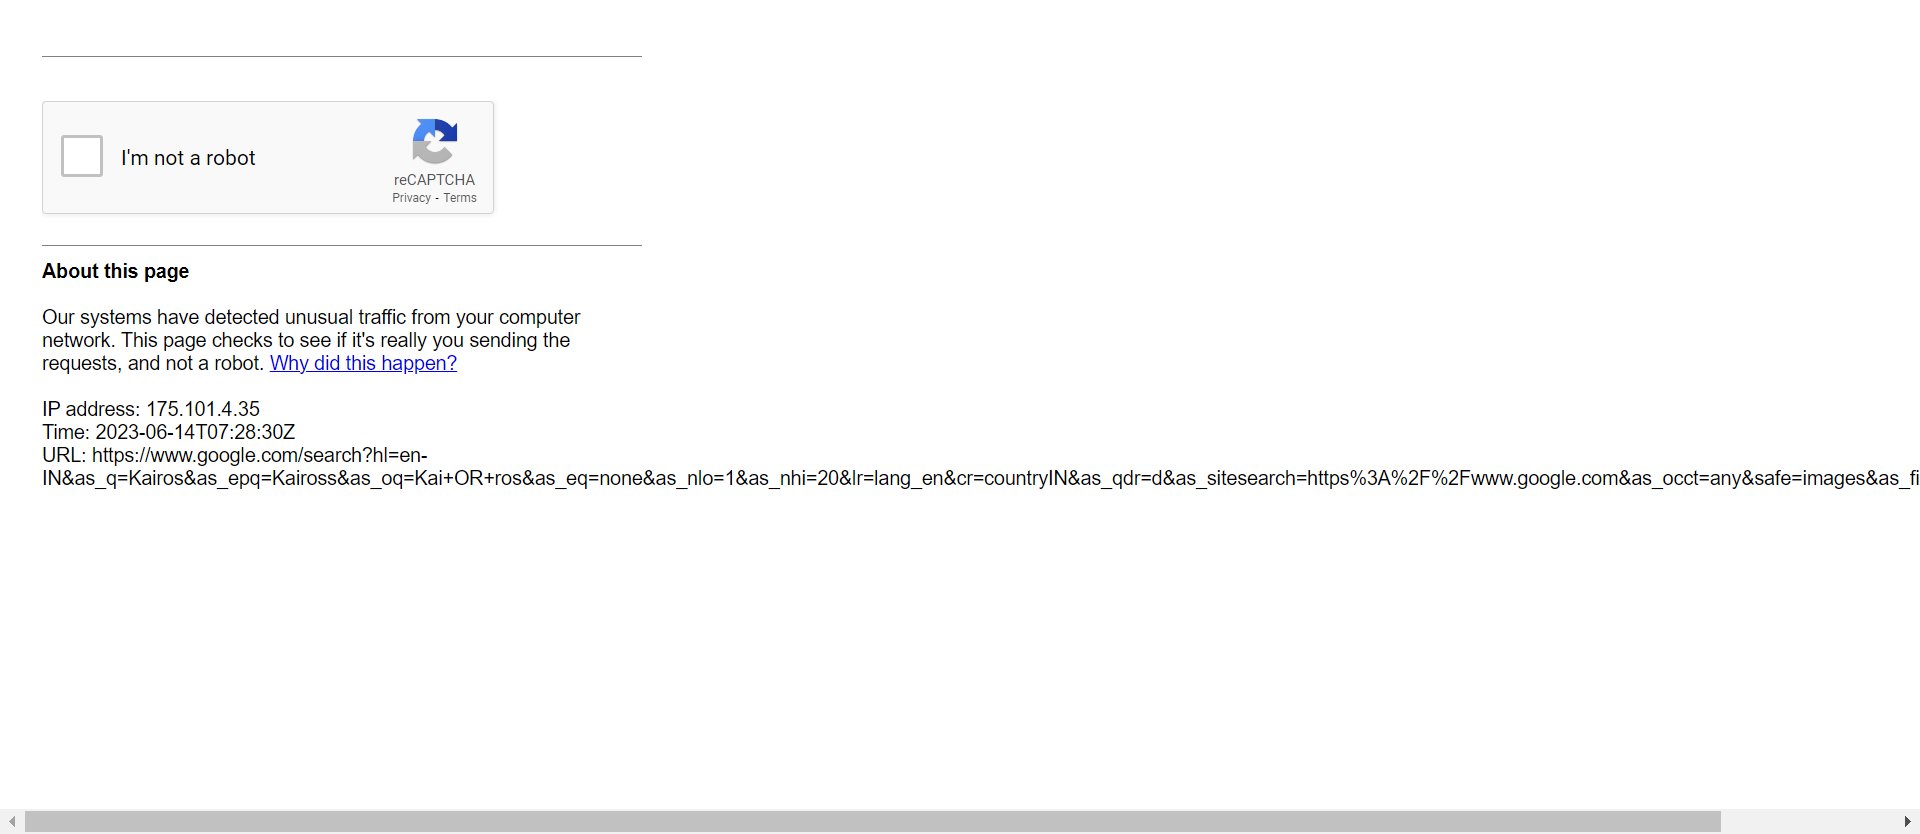 I'm not a robot
reCAPTCHA
Privacy - Terms
About this page
Our systems have detected unusual traffic from your computer
network. This page checks to see if it's really you sending the
requests, and not a robot. Why did this happen?
IP address: 175.101.4.35
Time: 2023-06-14T07:28:30Z
URL: https://www.google.com/search?hl=en-
IN&as_q=Kairos&as_epq=Kaiross&as_oq=Kai+OR+ros&as_eq=none&as_nlo=1&as_nhi=20&lr=lang_en&cr=countryIN&as_qdr=d&as_sitesearch=https%3A%2F%2Fwww.google.com&as_occt=any&safe=images&as_fi